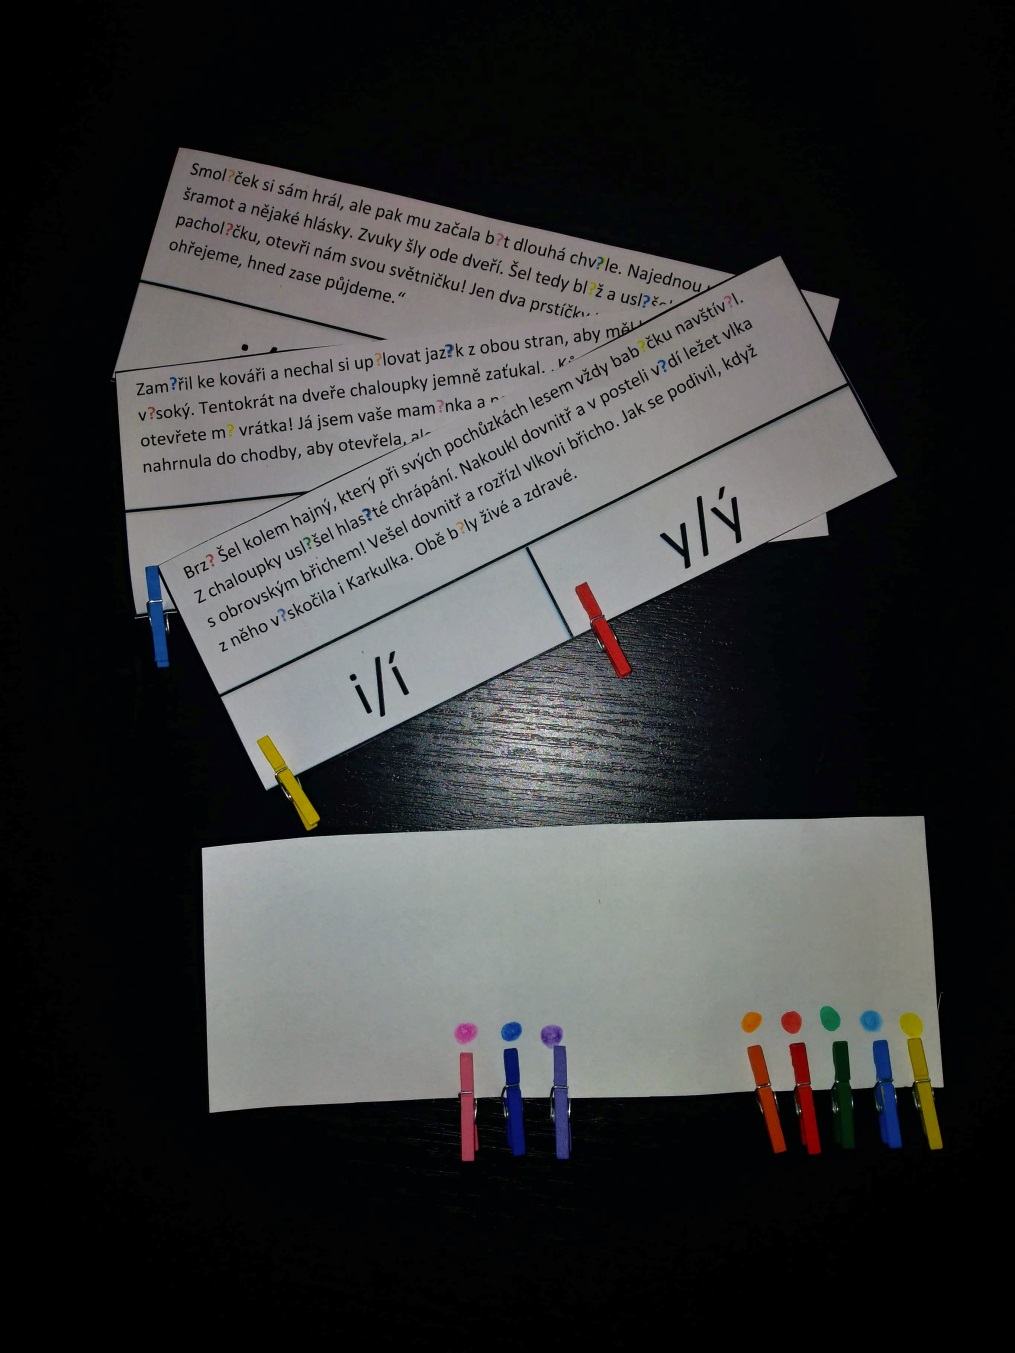 Smol?ček si sám hrál, ale pak mu začala b?t dlouhá chv?le. Najednou
šramot a nějaké hlásky. Zvuky šly ode dveří. Šel tedy bl?ž a usl?še
pachol?čku, otevři nám svou světničku! Jen dva prstíčky
ohřejeme, hned zase půjdeme.“
Zam?řil ke kováři a nechal si up?lovat jaz?k z obou stran, aby měl
v?soký. Tentokrát na dveře chaloupky jemně zaťukal.
otevřete m? vrátka! Já jsem vaše mam?nka a
nahrnula do chodby, aby otevřela,
Brz? Šel kolem hajný, který při svých pochůzkách lesem vždy bab?čku navštív?l.
Z chaloupky usl?šel hlas?té chrápání. Nakoukl dovnitř a v posteli v?dí ležet vlka
s obrovským břichem! Vešel dovnitř a rozřízl vlkovi břicho. Jak se podivil, když
z něho v?skočila i Karkulka. Obě b?ly živé a zdravé.
i/í
y/ý